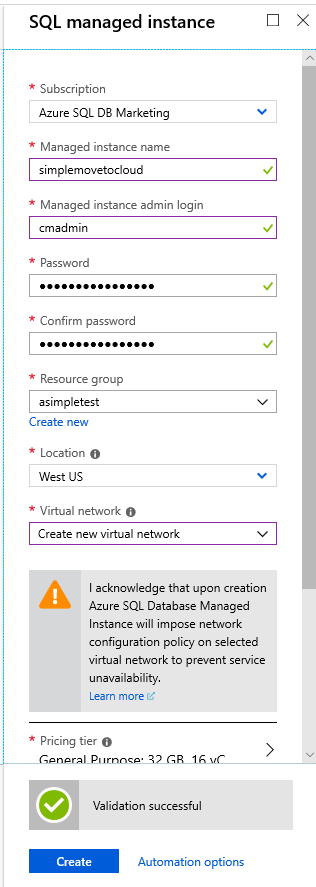 SQL managed instance
* Subscription
Azure SQL DB Marketing
* Managed instance name
simplemovetocloud
* Managed instance admin login
cmadmin
* Password
••••••••••••••••
* Confirm password
••••••••••••••••
* Resource group
asimpletest
Create new
* Location
West US
* Virtual network
Create new virtual network
I acknowledge that upon creation
Azure SQL Database Managed
Instance will impose network
configuration policy on selected
virtual network to prevent service
unavailability.
Learn more
* Pricing tier
General Purpose: 32 GB, 16 vC
Validation successful
Create
Automation options